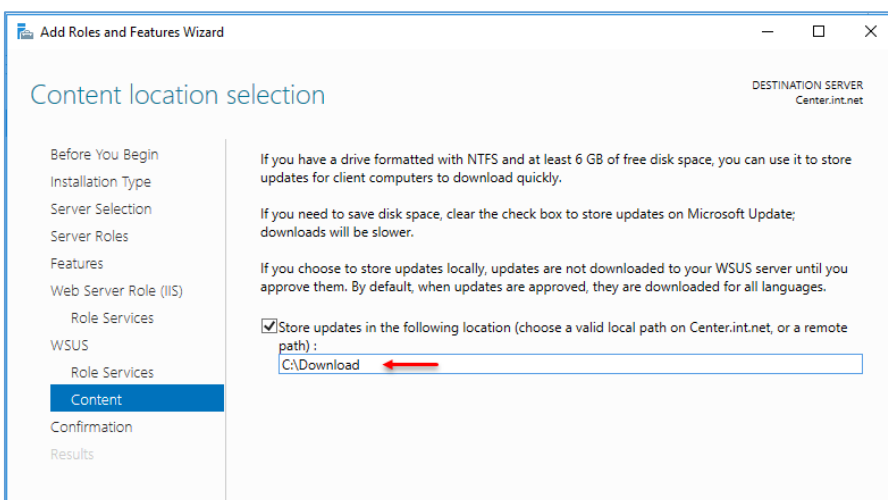 Add Roles and Features Wizard
Content location selection
DESTINATION SERVER
Center.int.net
Before You Begin
Installation Type
Server Selection
Server Roles
Features
Web Server Role (IIS)
Role Services
WSUS
Role Services
Content
Confirmation
Results
If you have a drive formatted with NTFS and at least 6 GB of free disk space, you can use it to store
updates for client computers to download quickly.
If you need to save disk space, clear the check box to store updates on Microsoft Update;
downloads will be slower.
If you choose to store updates locally, updates are not downloaded to your WSUS server until you
approve them. By default, when updates are approved, they are downloaded for all languages.
Store updates in the following location (choose a valid local path on Center.int.net, or a remote
path) :
C:\Download